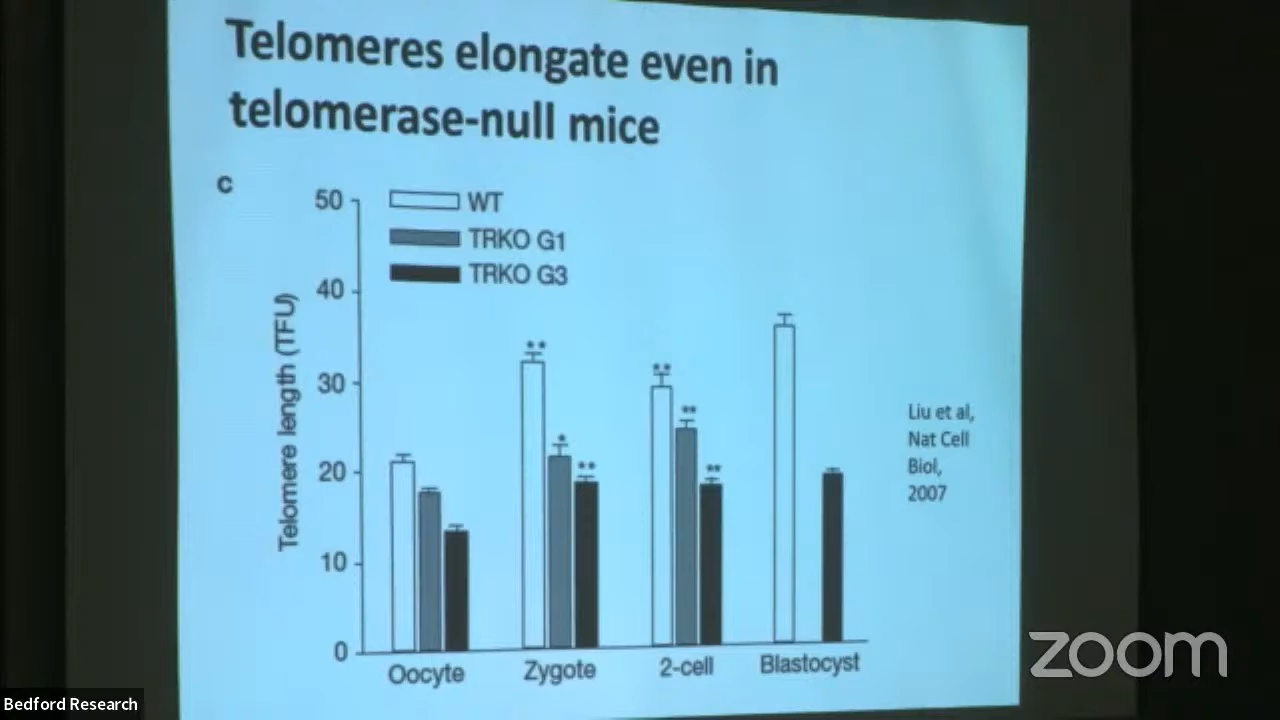 Telomeres elongate even in
telomerase-null mice
c
50
40
30
20
10
0
Telomere length (TFU)
WT
TRKO G1
TRKO G3
**
*
**
**
**
**
Oocyte
Zygote
2-cell
Blastocyst
Liu et al,
Nat Cell
Biol,
2007
zoom
Bedford Research